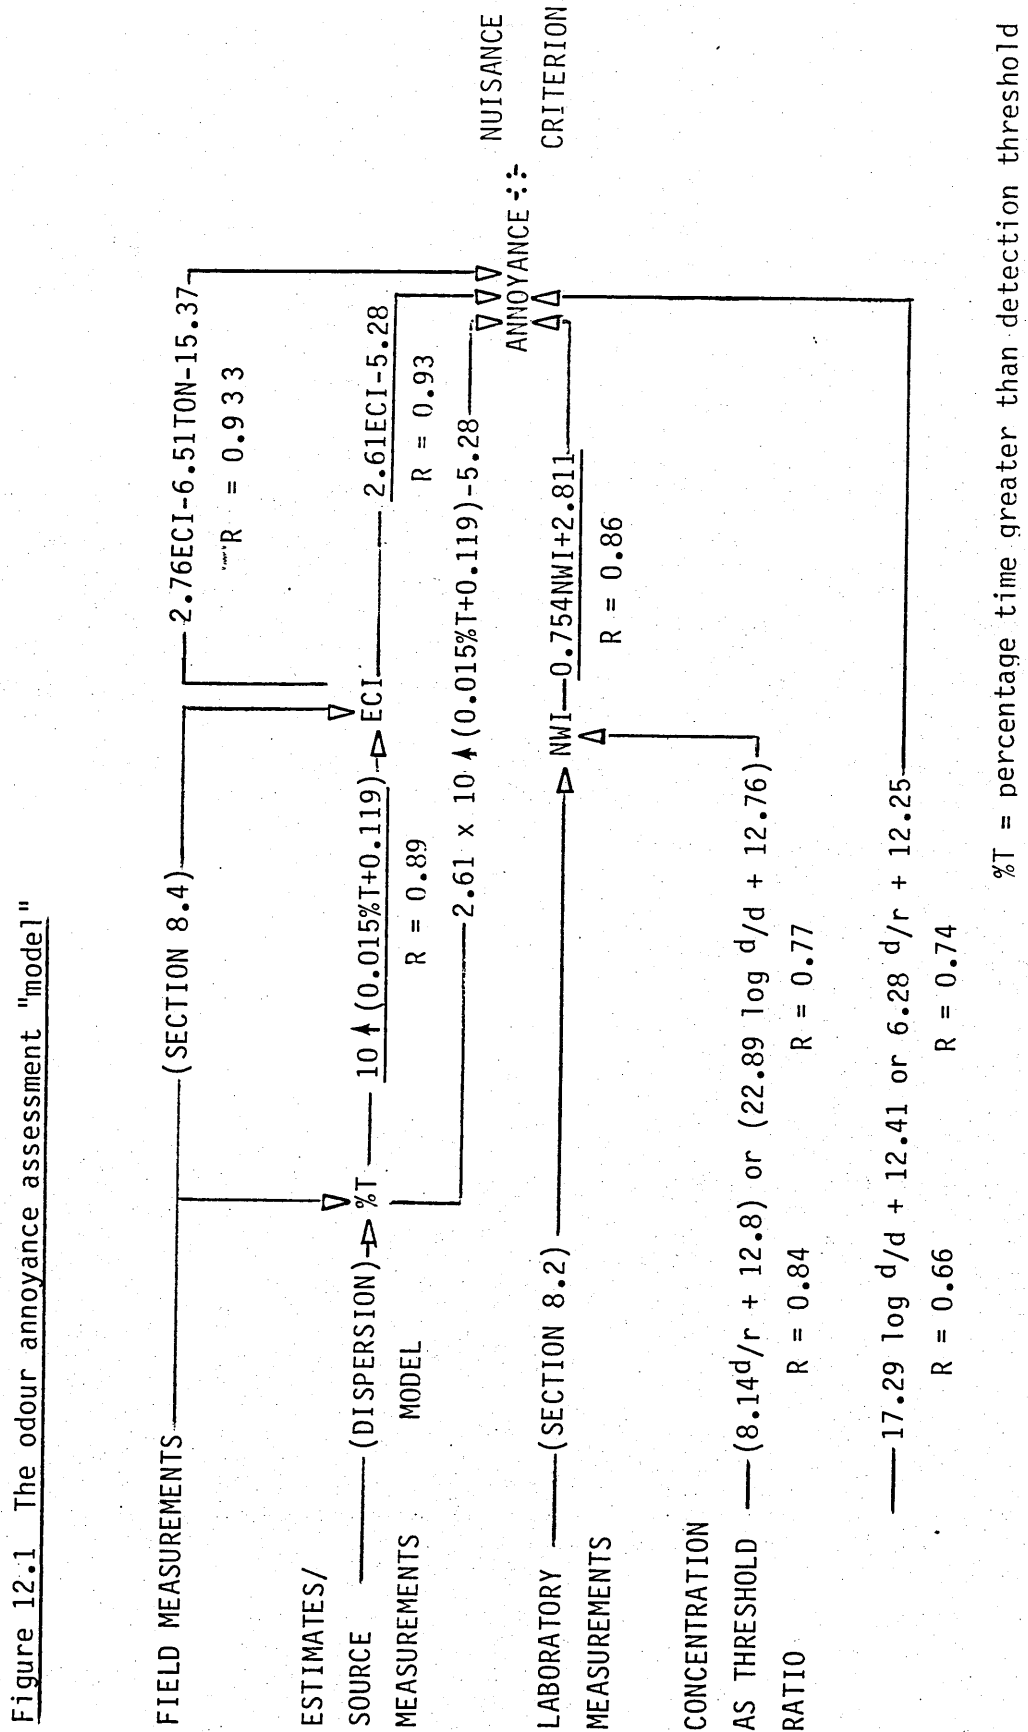 Figure 12.1 The odour annoyance assessment "model"
FIELD MEASUREMENTS
(SECTION 8.4)
2.76ECI-6.51TON-15.37
R = 0.933
ESTIMATES/
SOURCE
MEASUREMENTS
(DISPERSION)
MODEL
%T
10 ↑ (0.015%T+0.119)
R = 0.89
ECI
2.61ECI-5.28
R = 0.93
2.61 x 10 ↑ (0.015%T+0.119)-5.28
ANNOYANCE
NUISANCE
CRITERION
LABORATORY
MEASUREMENTS
(SECTION 8.2)
NWI
0.754NWI+2.811
R = 0.86
CONCENTRATION
AS THRESHOLD
RATIO
(8.14d/r + 12.8) or (22.89 log d/d + 12.76)
R = 0.84
R = 0.77
17.29 log d/d + 12.41 or 6.28 d/r + 12.25
R = 0.66
R = 0.74
%T = percentage time greater than detection threshold